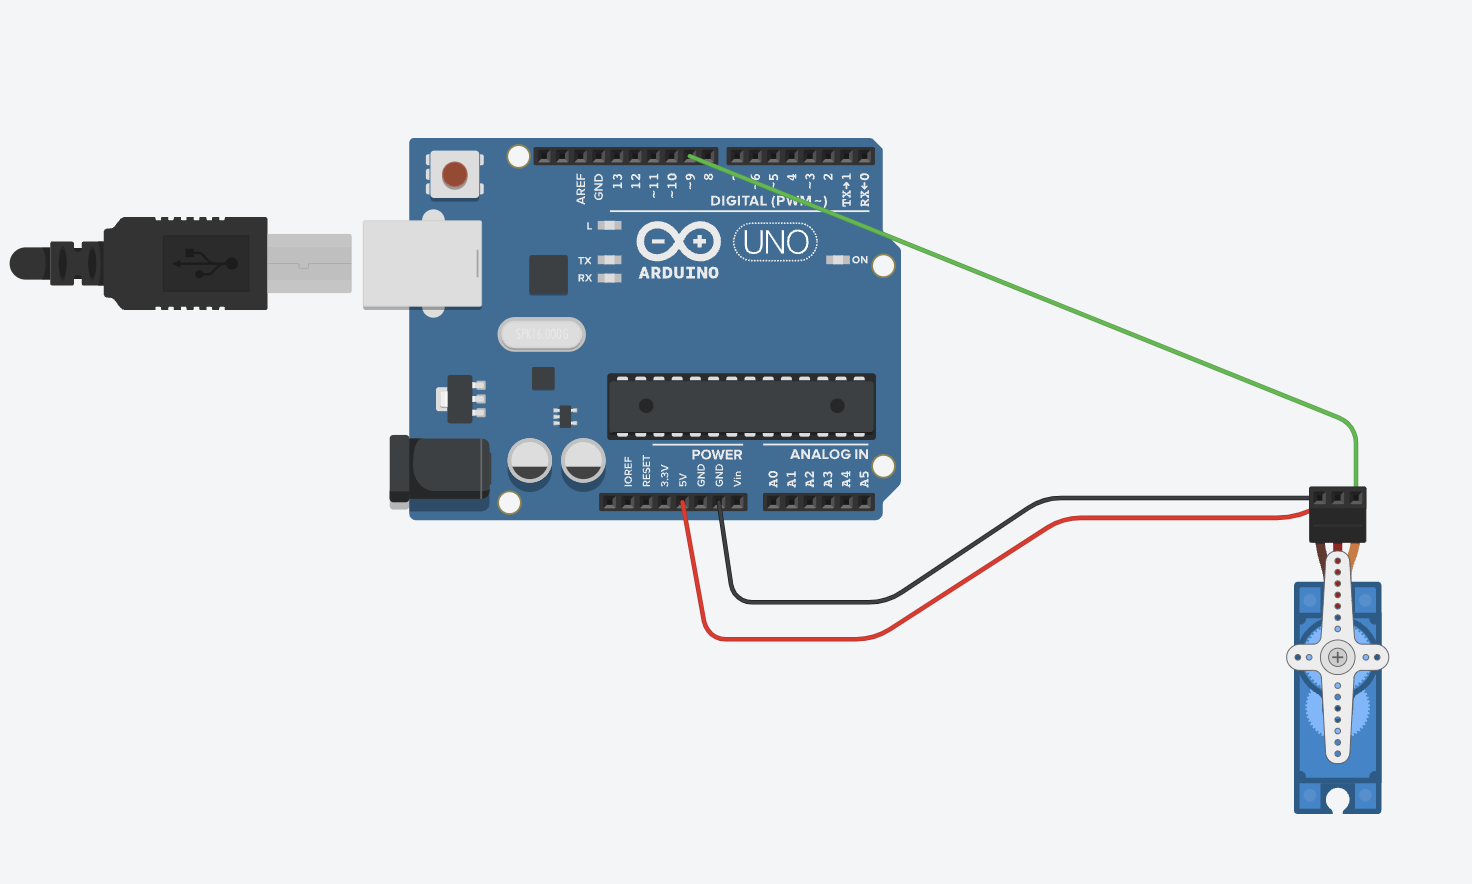 AREF
GND
13
12
~11
~10
~9
8
~6
~5
4
~3
2
TX→1
RX←0
DIGITAL (PWM~)
L
TX
RX
ARDUINO
UNO
ON
SPK16.000G
POWER
ANALOG IN
IOREF
RESET
3.3V
5V
GND
GND
Vin
A0
A1
A2
A3
A4
A5